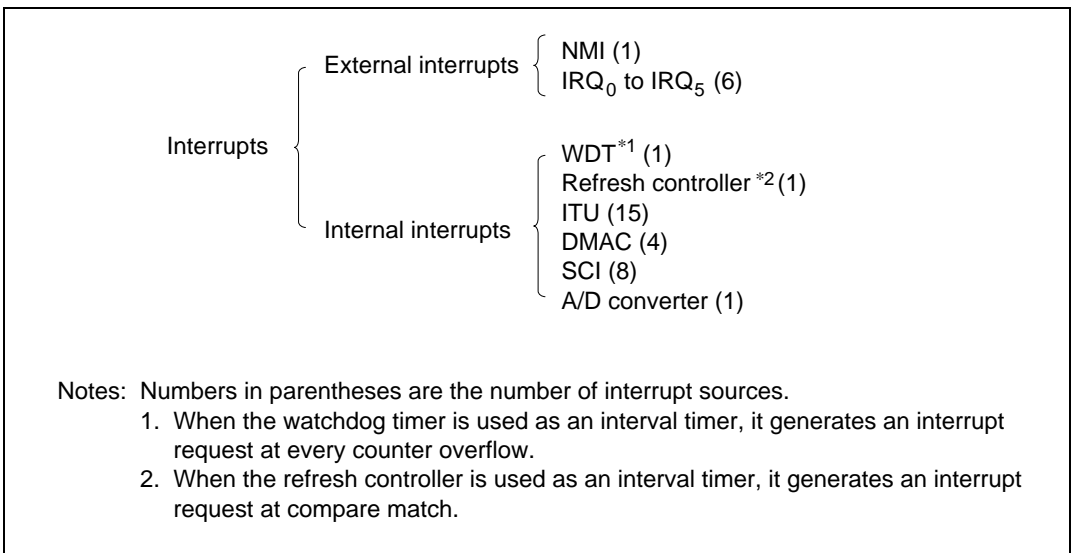 Interrupts
External interrupts
NMI (1)
IRQ0 to IRQ5 (6)
Internal interrupts
WDT*1 (1)
Refresh controller *2 (1)
ITU (15)
DMAC (4)
SCI (8)
A/D converter (1)
Notes: Numbers in parentheses are the number of interrupt sources.
1. When the watchdog timer is used as an interval timer, it generates an interrupt
request at every counter overflow.
2. When the refresh controller is used as an interval timer, it generates an interrupt
request at compare match.